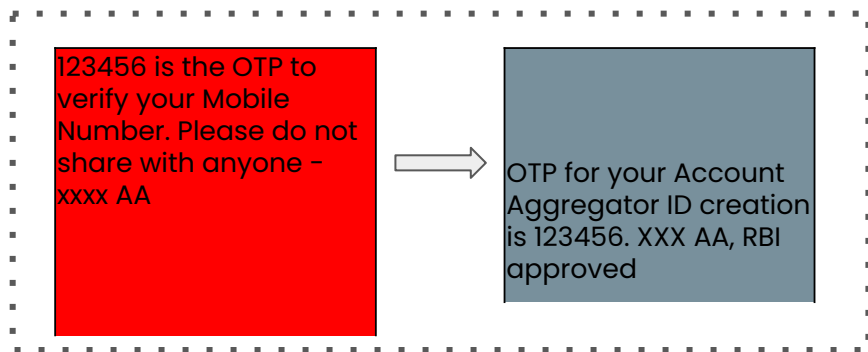 123456 is the OTP to
verify your Mobile
Number. Please do not
share with anyone -
xxxx AA
OTP for your Account
Aggregator ID creation
is 123456. XXX AA, RBI
approved